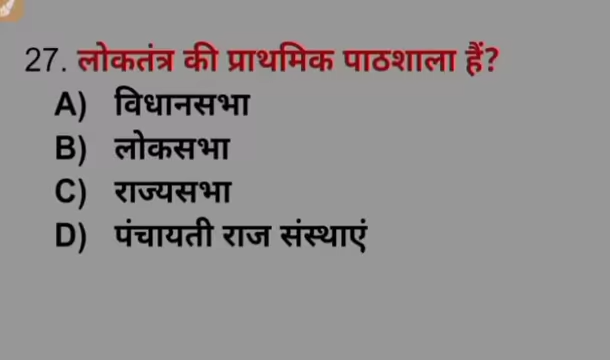 27. लोकतंत्र की प्राथमिक पाठशाला हैं?
A) विधानसभा
B) लोकसभा
C) राज्यसभा
D) पंचायती राज संस्थाएं